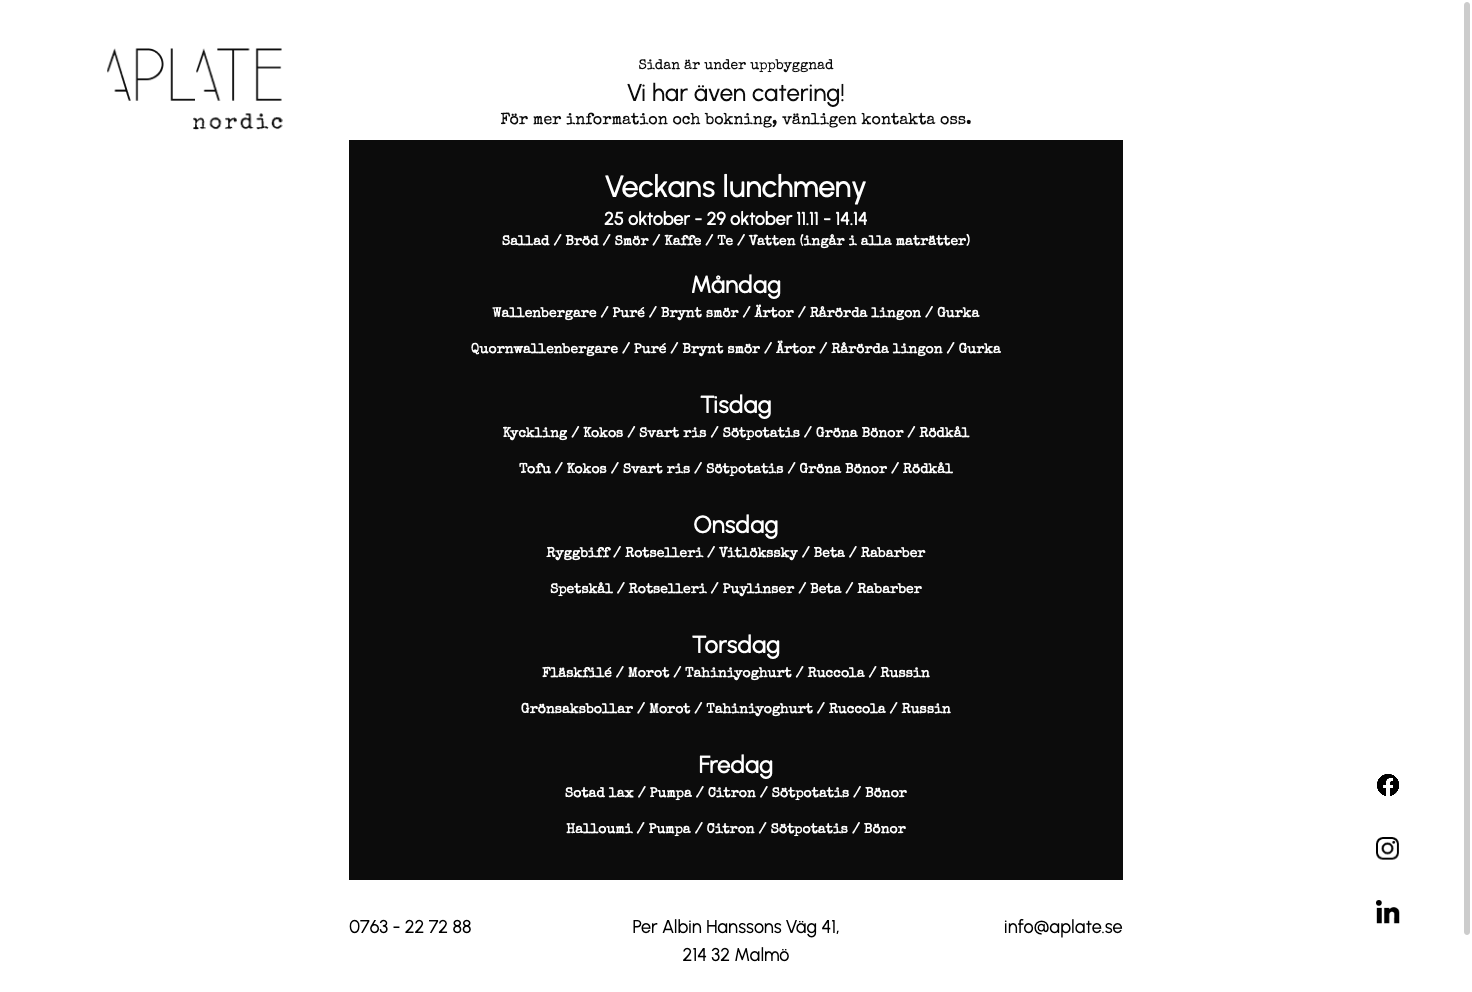 APLATE
nordic
Sidan är under uppbyggnad
Vi har även catering!
För mer information och bokning, vänligen kontakta oss.
Veckans lunchmeny
25 oktober - 29 oktober 11.11 - 14.14
Sallad / Bröd / Smör / Kaffe / Te / Vatten (ingår i alla maträtter)
Måndag
Wallenbergare / Puré / Brynt smör / Ärtor / Rårörda lingon / Gurka
Quornwallenbergare / Puré / Brynt smör / Ärtor / Rårörda lingon / Gurka
Tisdag
Kyckling / Kokos / Svart ris / Sötpotatis / Gröna Bönor / Rödkål
Tofu / Kokos / Svart ris / Sötpotatis / Gröna Bönor / Rödkål
Onsdag
Ryggbiff / Rotselleri / Vitlökssky / Beta / Rabarber
Spetskål / Rotselleri / Puylinser / Beta / Rabarber
Torsdag
Fläskfilé / Morot / Tahiniyoghurt / Ruccola / Russin
Grönsaksbollar / Morot / Tahiniyoghurt / Ruccola / Russin
Fredag
Sotad lax / Pumpa / Citron / Sötpotatis / Bönor
Halloumi / Pumpa / Citron / Sötpotatis / Bönor
0763 - 22 72 88
Per Albin Hanssons Väg 41,
214 32 Malmö
info@aplate.se